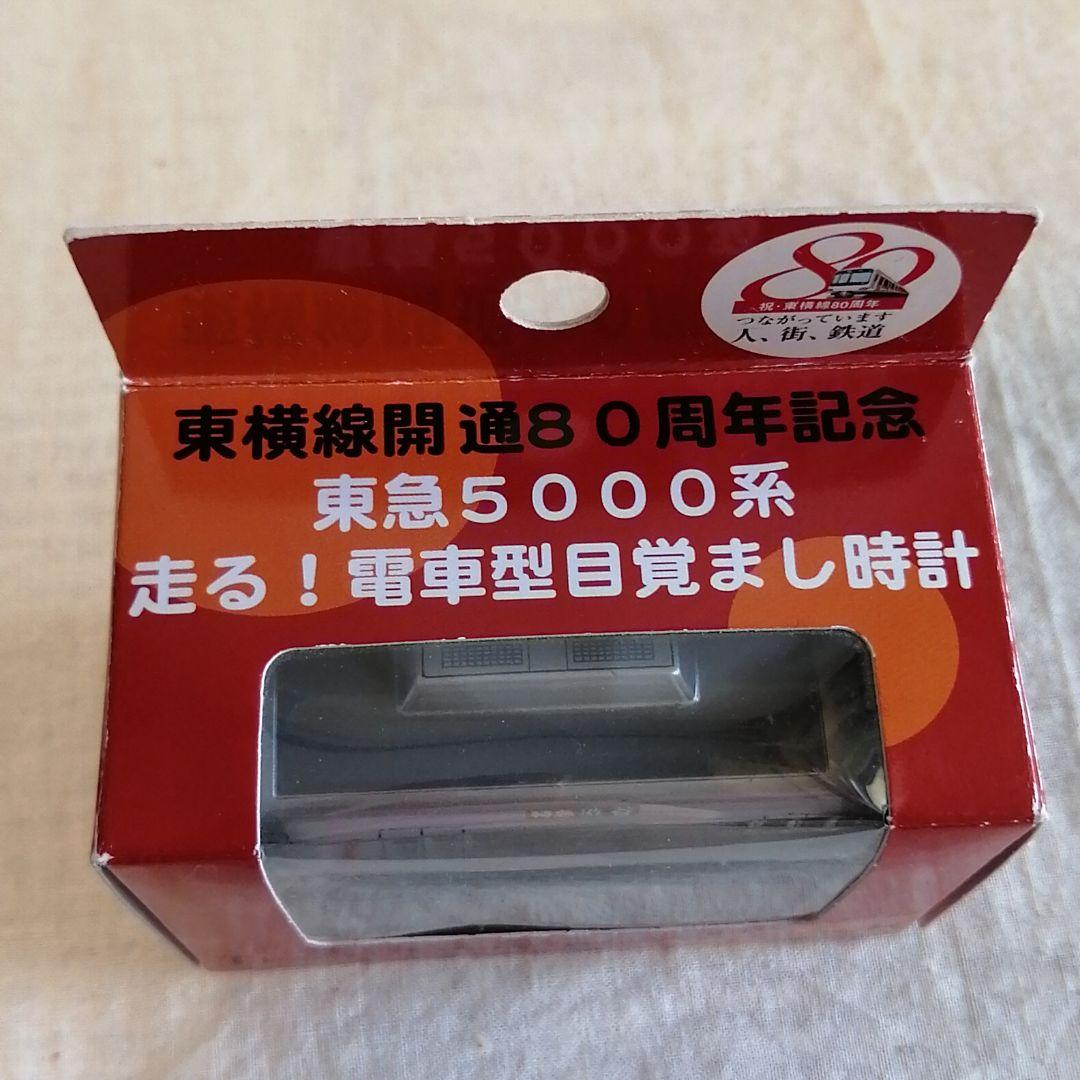 80
祝・東横線80周年
つながっています
人、街、鉄道
東横線開通80周年記念
東急5000系
走る！電車型目覚まし時計